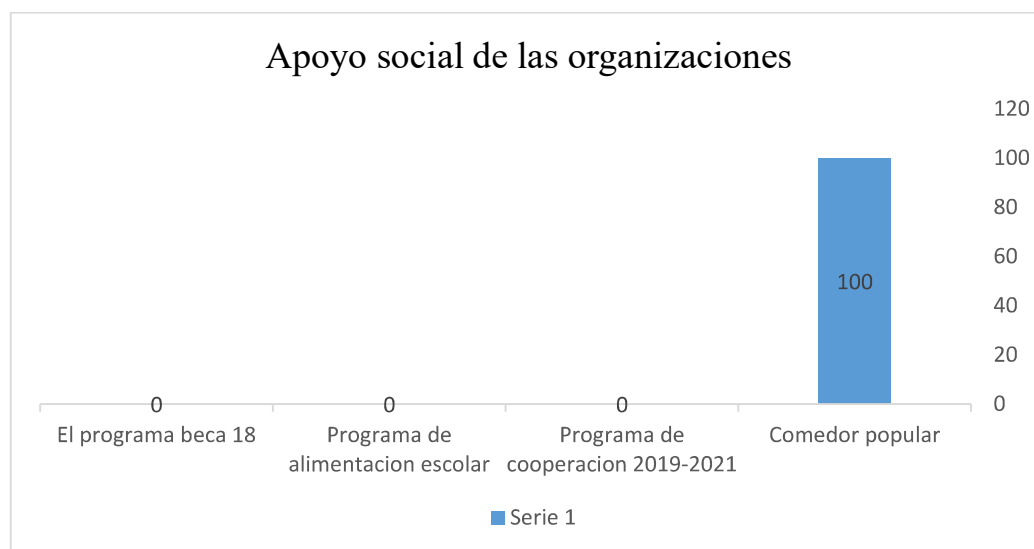 Apoyo social de las organizaciones
120
100
80
60
40
20
0
100
0
0
0
El programa beca 18
Programa de
alimentacion escolar
Programa de
cooperacion 2019-2021
Comedor popular
Serie 1